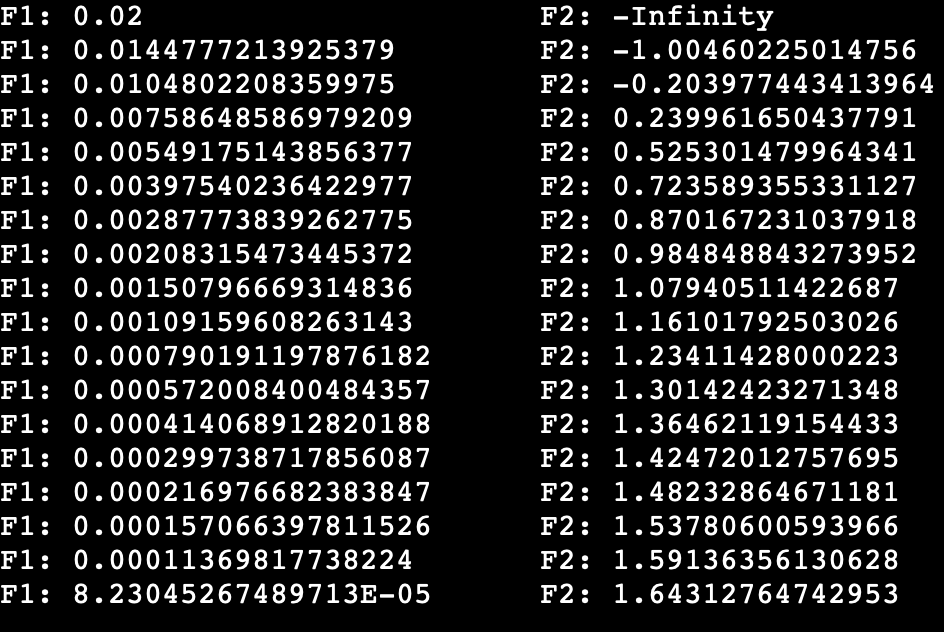 F1: 0.02 F2: -Infinity
F1: 0.0144777213925379 F2: -1.00460225014756
F1: 0.0104802208359975 F2: -0.203977443413964
F1: 0.00758648586979209 F2: 0.239961650437791
F1: 0.00549175143856377 F2: 0.525301479964341
F1: 0.00397540236422977 F2: 0.723589355331127
F1: 0.00287773839262775 F2: 0.870167231037918
F1: 0.00208315473445372 F2: 0.984848843273952
F1: 0.00150796669314836 F2: 1.07940511422687
F1: 0.00109159608263143 F2: 1.16101792503026
F1: 0.000790191197876182 F2: 1.23411428000223
F1: 0.000572008400484357 F2: 1.30142423271348
F1: 0.000414068912820188 F2: 1.36462119154433
F1: 0.000299738717856087 F2: 1.42472012757695
F1: 0.000216976682383847 F2: 1.48232864671181
F1: 0.000157066397811526 F2: 1.53780600593966
F1: 0.00011369817738224 F2: 1.59136356130628
F1: 8.23045267489713E-05 F2: 1.64312764742953